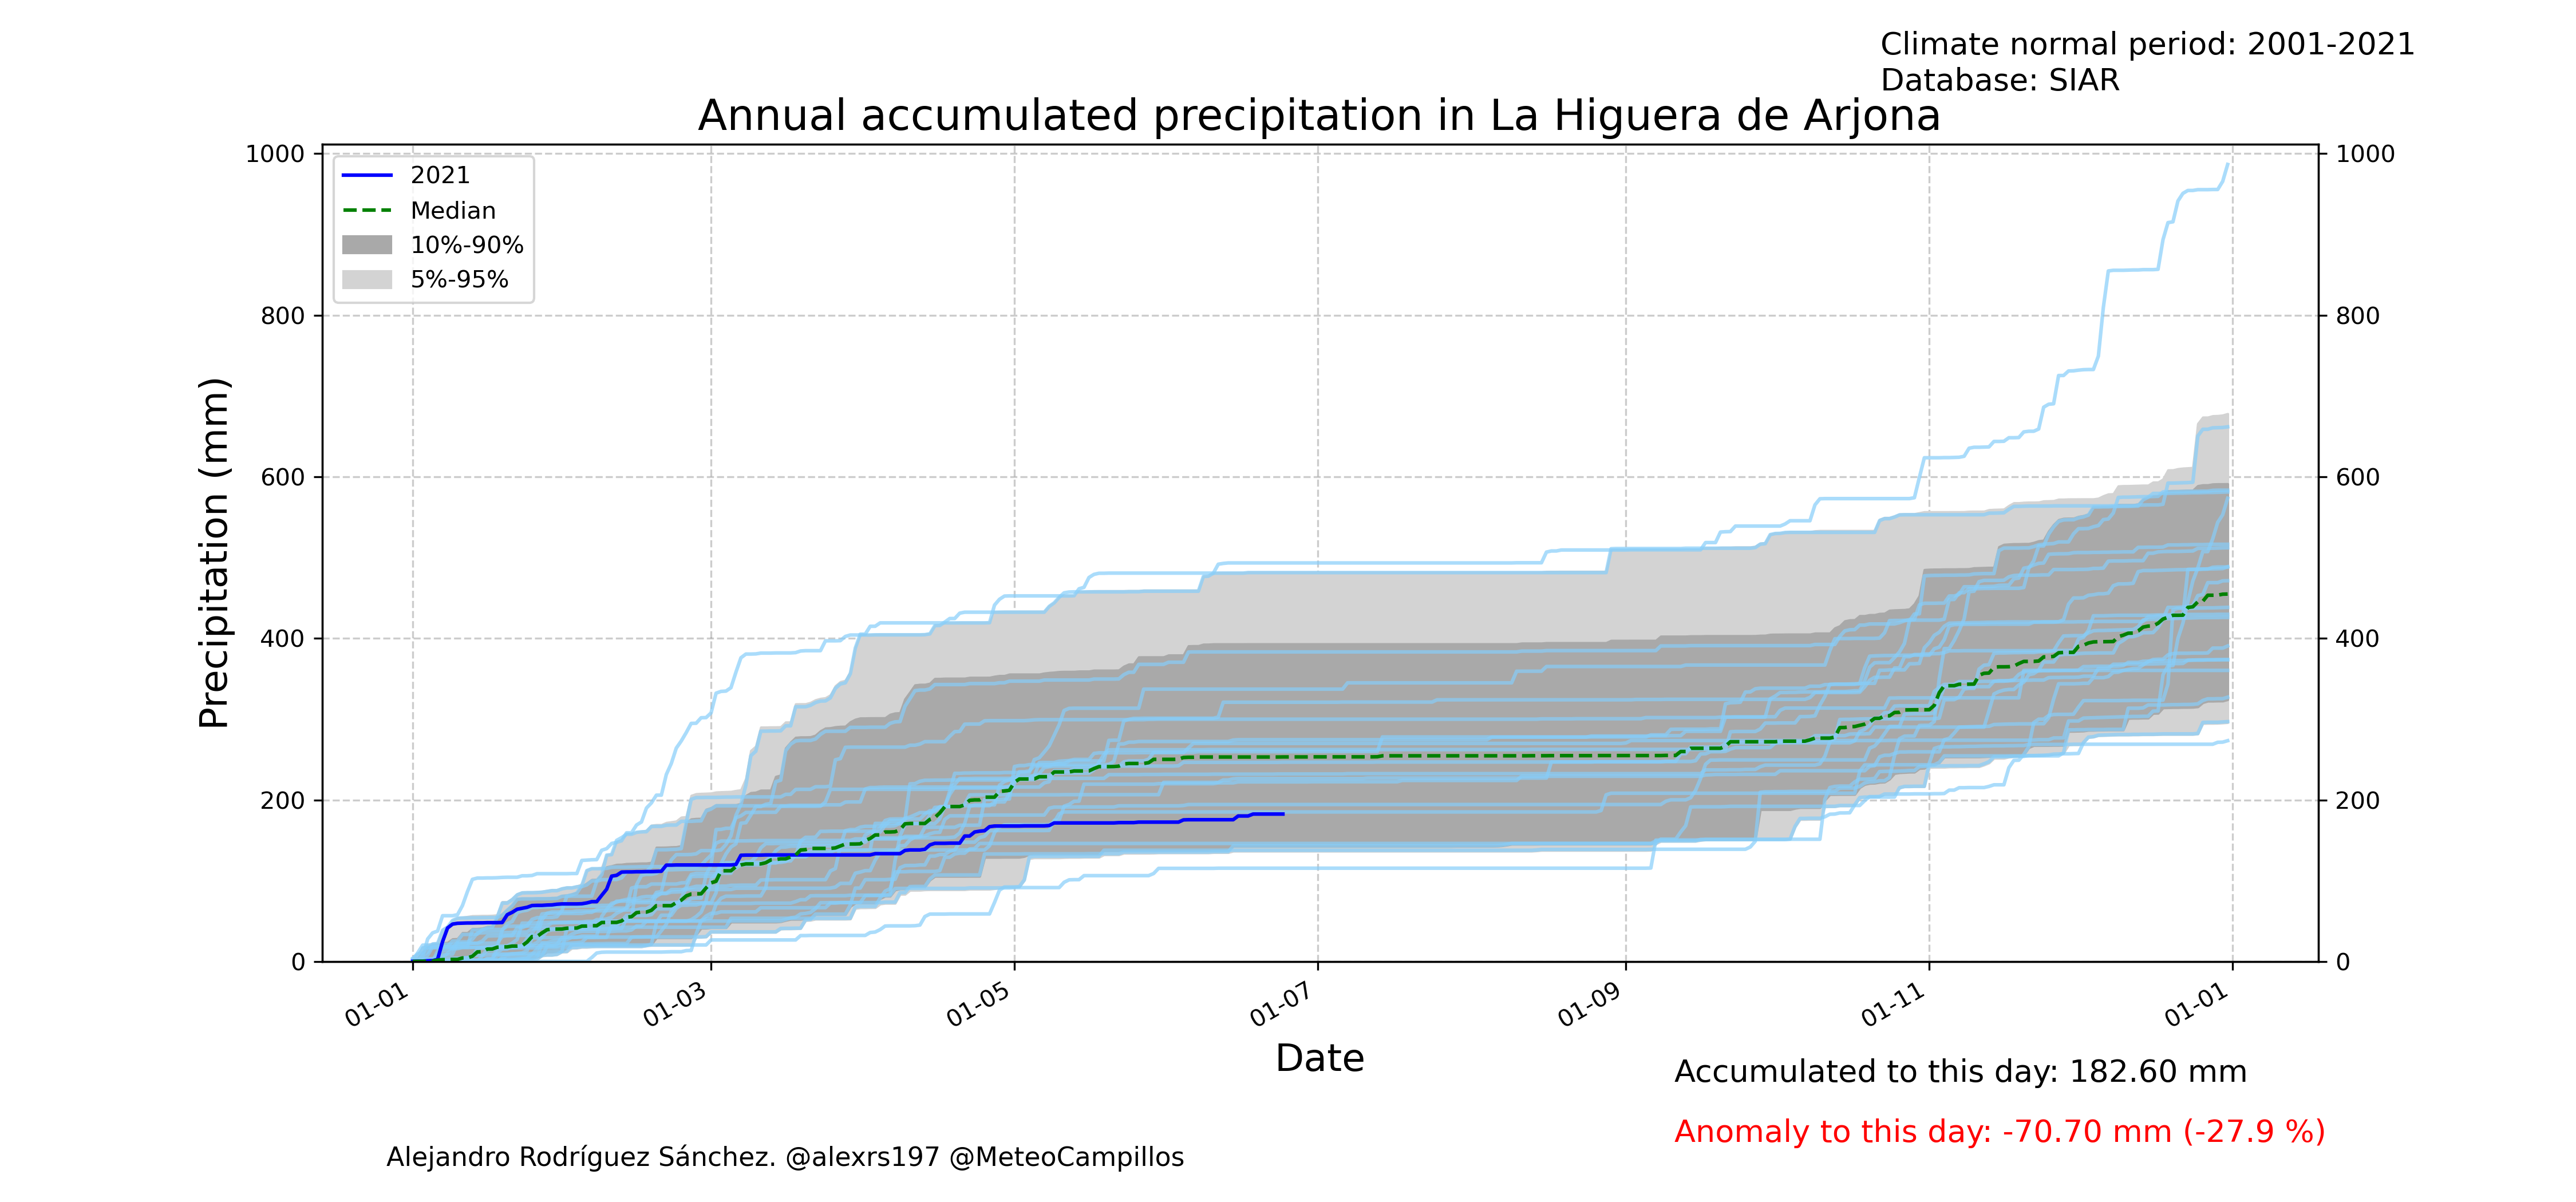 Climate normal period: 2001-2021
Database: SIAR
Annual accumulated precipitation in La Higuera de Arjona
2021
Median
10%-90%
5%-95%
Precipitation (mm)
1000
800
600
400
200
0
1000
800
600
400
200
0
01-01
01-03
01-05
01-07
01-09
01-11
01-01
Date
Accumulated to this day: 182.60 mm
Anomaly to this day: -70.70 mm (-27.9 %)
Alejandro Rodríguez Sánchez. @alexrs197 @MeteoCampillos